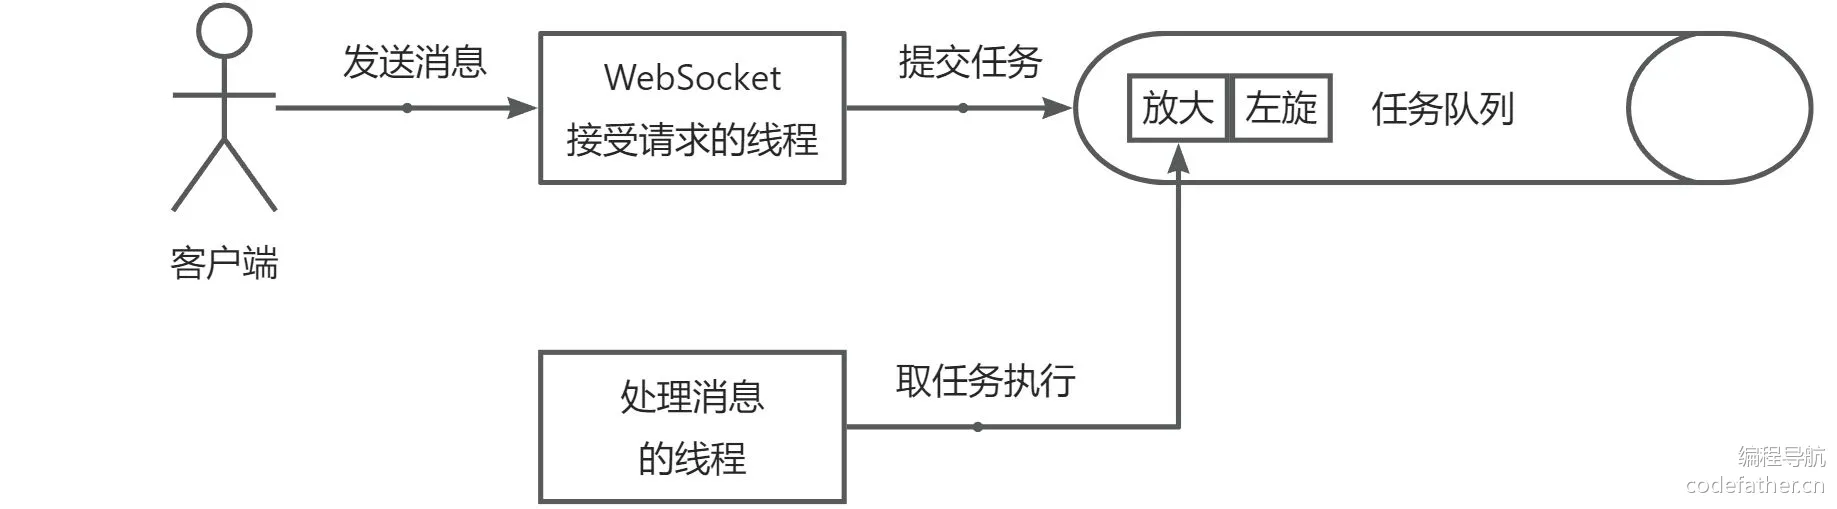 发送消息
WebSocket
接受请求的线程
提交任务
放大
左旋
任务队列
客户端
处理消息
的线程
取任务执行
编程导航
codefather.cn